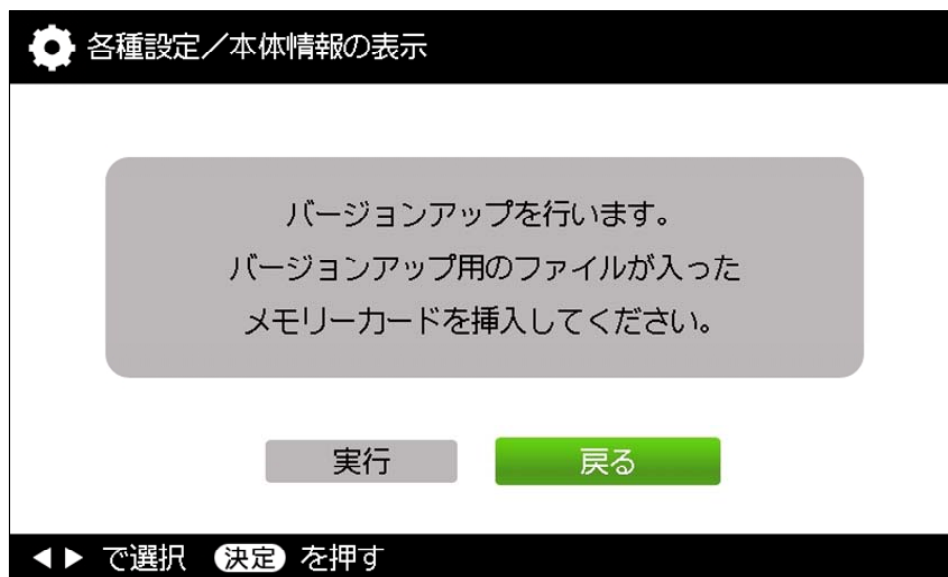 各種設定／本体情報の表示
バージョンアップを行います。
バージョンアップ用のファイルが入った
メモリーカードを挿入してください。
実行 戻る
◀▶ で選択 決定 を押す